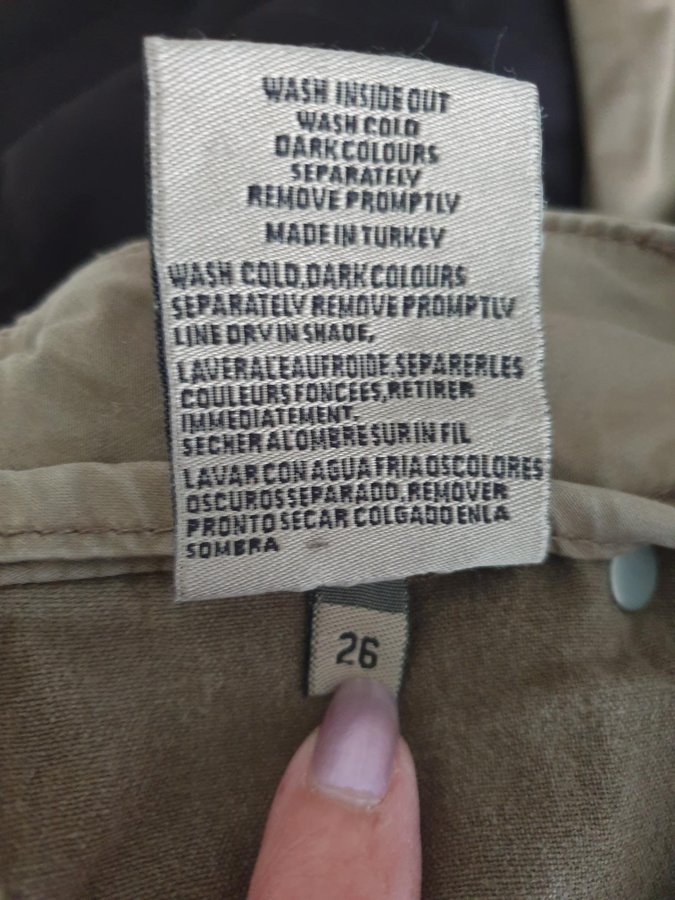 WASH INSIDE OUT
WASH COLD
DARK COLOURS
SEPARATELY
REMOVE PROMPTLY
MADE IN TURKEY
WASH COLD,DARK COLOURS
SEPARATELY REMOVE PROMPTLY
LINE DRY IN SHADE,
LAVER AL'EAU FROIDE,SEPARER LES
COULEURS FONCEES,RETIRER
IMMEDIATEMENT,
SECHER AL'OMBRE SUR IN FIL
LAVAR CON AGUA FRIA OS COLORES
OSCUROS SEPARADO,REMOVER
PRONTO SECAR COLGADO EN LA
SOMBRA
26